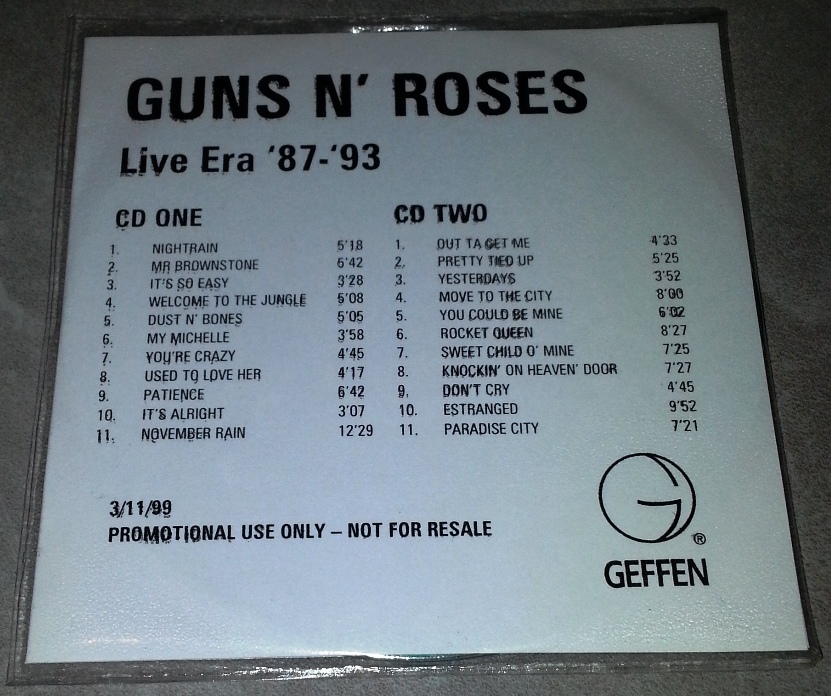 GUNS N' ROSES
Live Era '87-'93
CD ONE
1. NIGHTRAIN 5'18
2. MR BROWNSTONE 6'42
3. IT'S SO EASY 3'28
4. WELCOME TO THE JUNGLE 5'08
5. DUST N' BONES 5'05
6. MY MICHELLE 3'58
7. YOU'RE CRAZY 4'45
8. USED TO LOVE HER 4'17
9. PATIENCE 6'42
10. IT'S ALRIGHT 3'07
11. NOVEMBER RAIN 12'29
CD TWO
1. OUT TA GET ME 4'33
2. PRETTY TIED UP 5'25
3. YESTERDAYS 3'52
4. MOVE TO THE CITY 8'00
5. YOU COULD BE MINE 6'02
6. ROCKET QUEEN 8'27
7. SWEET CHILD O' MINE 7'25
8. KNOCKIN' ON HEAVEN' DOOR 7'27
9. DON'T CRY 4'45
10. ESTRANGED 9'52
11. PARADISE CITY 7'21
3/11/99
PROMOTIONAL USE ONLY – NOT FOR RESALE
G
®
GEFFEN